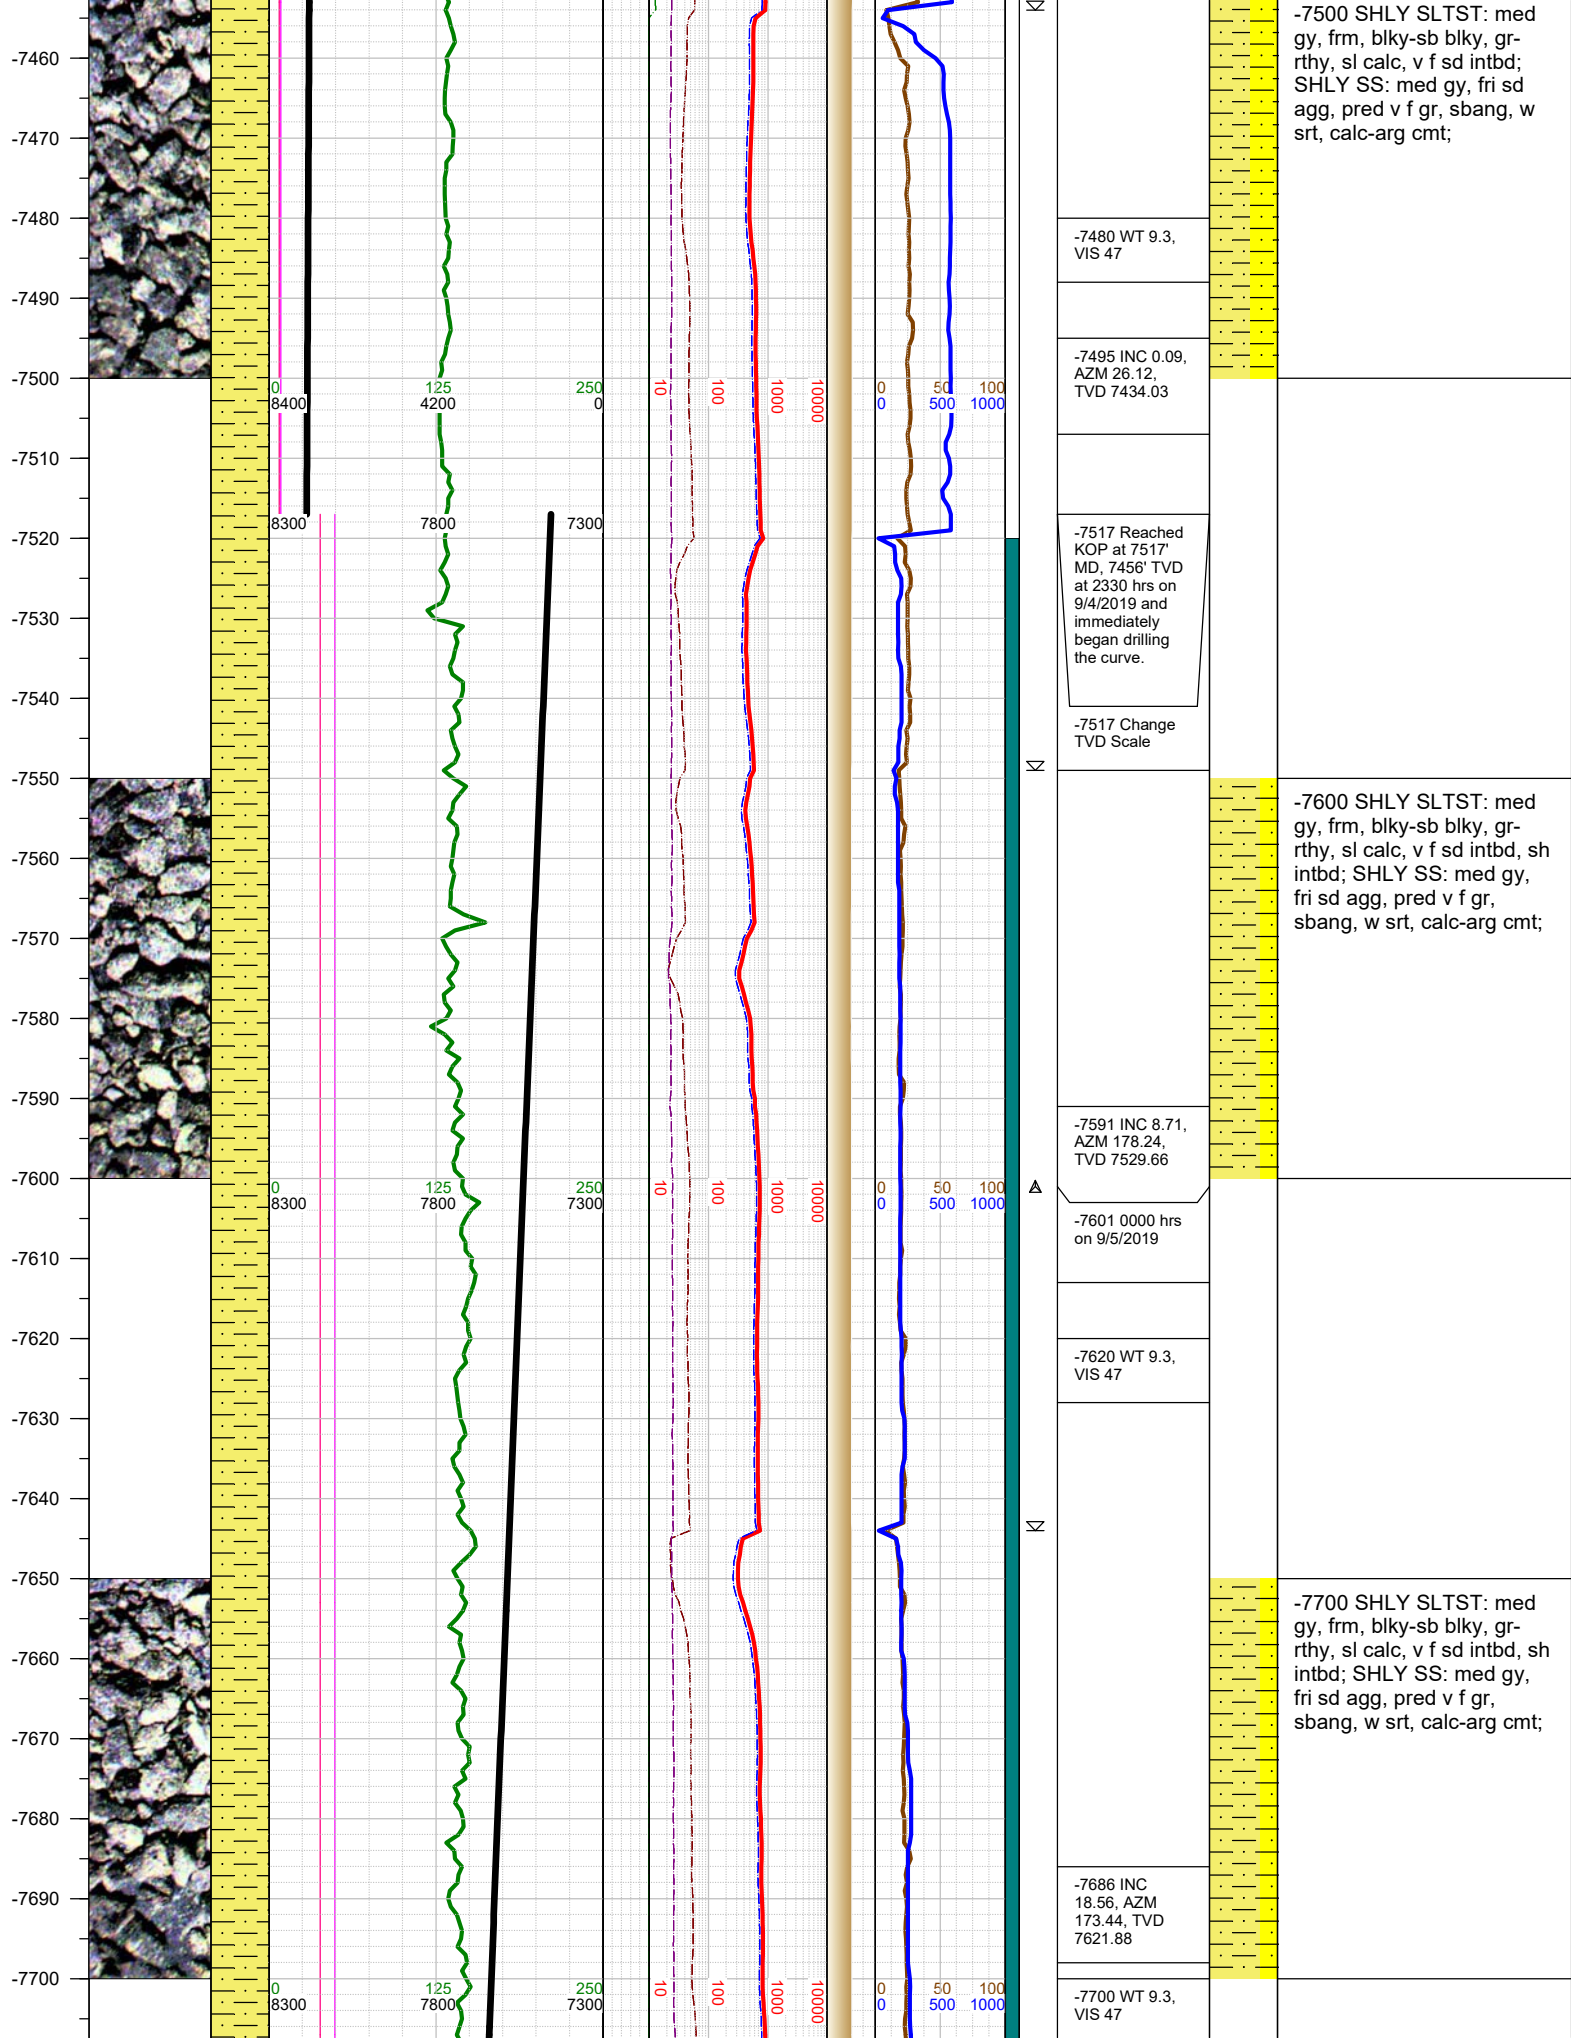 -7500 SHLY SLTST: med
gy, frm, blky-sb blky, gr-
rthy, sl calc, v f sd intbd;
SHLY SS: med gy, fri sd
agg, pred v f gr, sbang, w
srt, calc-arg cmt;
-7460
-7470
-7480
-7480 WT 9.3,
VIS 47
-7490
-7495 INC 0.09,
AZM 26.12,
TVD 7434.03
-7500
0 125 250
8400 4200 0
10 100 1000 10000
0 50 100
0 500 1000
-7510
8300 7800 7300
-7520
-7517 Reached
KOP at 7517'
MD, 7456' TVD
at 2330 hrs on
9/4/2019 and
immediately
began drilling
the curve.
-7530
-7540
-7517 Change
TVD Scale
-7550
-7600 SHLY SLTST: med
gy, frm, blky-sb blky, gr-
rthy, sl calc, v f sd intbd, sh
intbd; SHLY SS: med gy,
fri sd agg, pred v f gr,
sbang, w srt, calc-arg cmt;
-7560
-7570
-7580
-7590
-7591 INC 8.71,
AZM 178.24,
TVD 7529.66
-7600
0 125 250
8300 7800 7300
10 100 1000 10000
0 50 100
0 500 1000
-7601 0000 hrs
on 9/5/2019
-7610
-7620
-7620 WT 9.3,
VIS 47
-7630
-7640
-7650
-7700 SHLY SLTST: med
gy, frm, blky-sb blky, gr-
rthy, sl calc, v f sd intbd, sh
intbd; SHLY SS: med gy,
fri sd agg, pred v f gr,
sbang, w srt, calc-arg cmt;
-7660
-7670
-7680
-7690
-7686 INC
18.56, AZM
173.44, TVD
7621.88
-7700
0 125 250
8300 7800 7300
10 100 1000 10000
0 50 100
0 500 1000
-7700 WT 9.3,
VIS 47